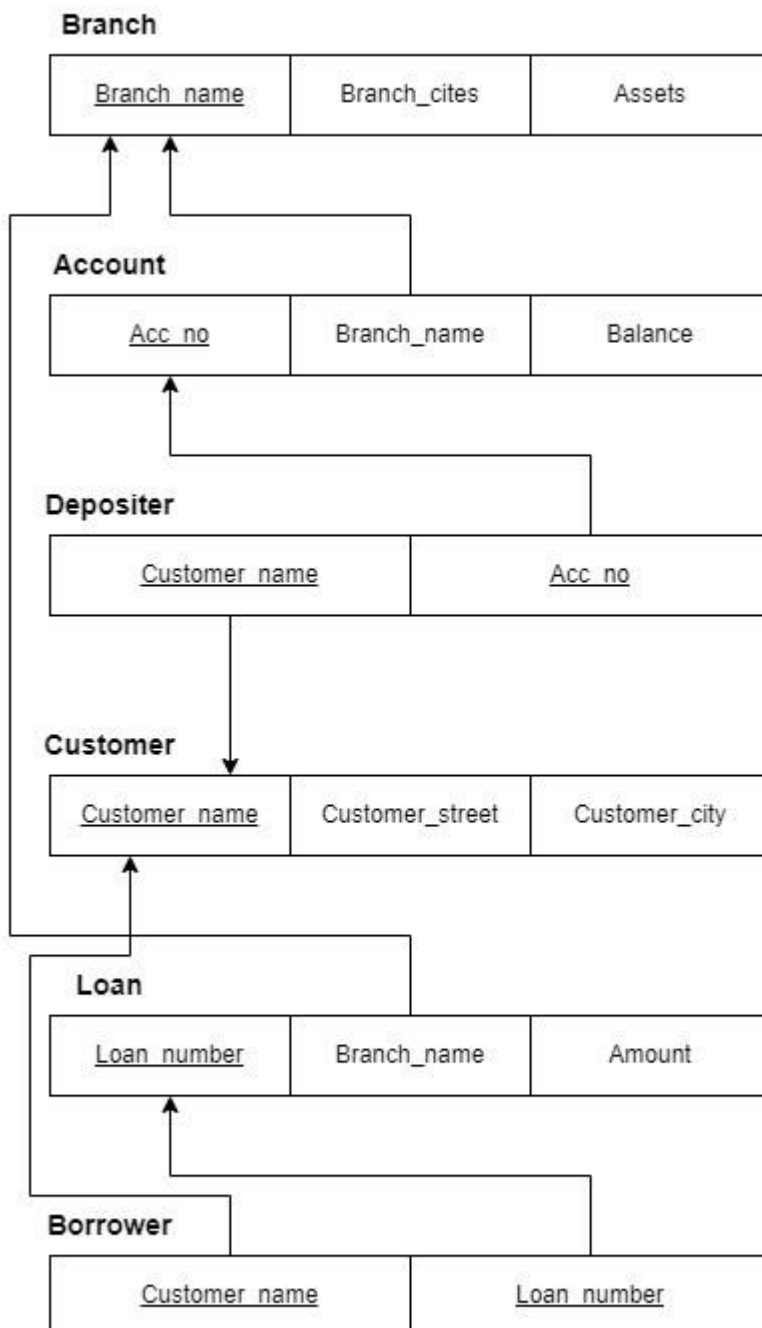 Branch
Branch_name Branch_cites Assets
Account
Acc_no Branch_name Balance
Depositer
Customer_name Acc_no
Customer
Customer_name Customer_street Customer_city
Loan
Loan_number Branch_name Amount
Borrower
Customer_name Loan_number